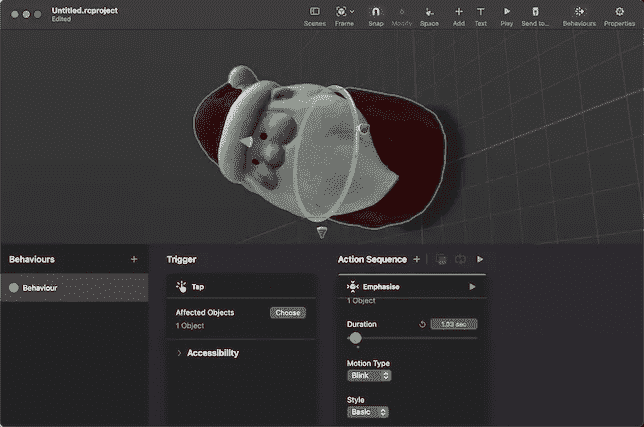 Untitled.rcproject
Edited
Scenes Frame Snap Modify Space Add Text Play Send to... Behaviours Properties
Behaviours +
Behaviour
Trigger
Tap
Affected Objects Choose
1 Object
Accessibility
Action Sequence +
Emphasise
1 Object
Duration 1.03 sec
Motion Type
Blink
Style
Basic